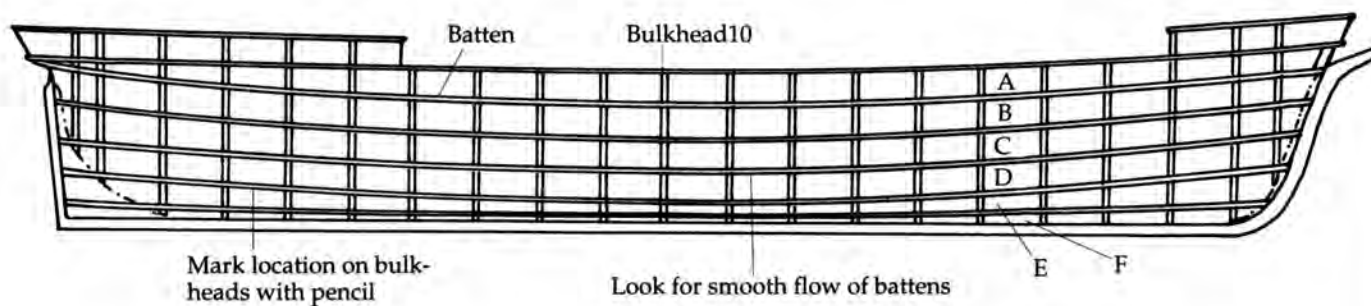 Batten
Bulkhead10
A
B
C
D
E
F
Mark location on bulk-
heads with pencil
Look for smooth flow of battens